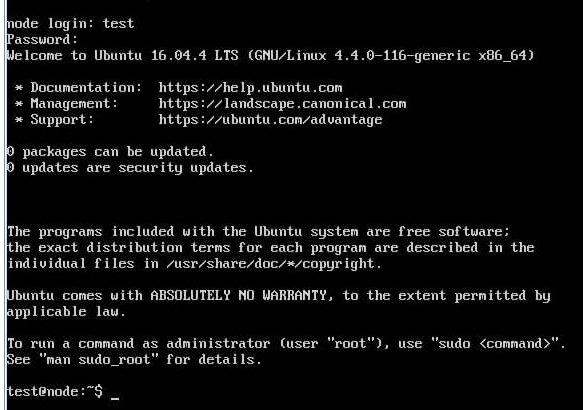 node login: test
Password:
Welcome to Ubuntu 16.04.4 LTS (GNU/Linux 4.4.0-116-generic x86_64)
* Documentation:  https://help.ubuntu.com
* Management:     https://landscape.canonical.com
* Support:        https://ubuntu.com/advantage
0 packages can be updated.
0 updates are security updates.
The programs included with the Ubuntu system are free software;
the exact distribution terms for each program are described in the
individual files in /usr/share/doc/*/copyright.
Ubuntu comes with ABSOLUTELY NO WARRANTY, to the extent permitted by
applicable law.
To run a command as administrator (user "root"), use "sudo <command>".
See "man sudo_root" for details.
test@node:~$ _